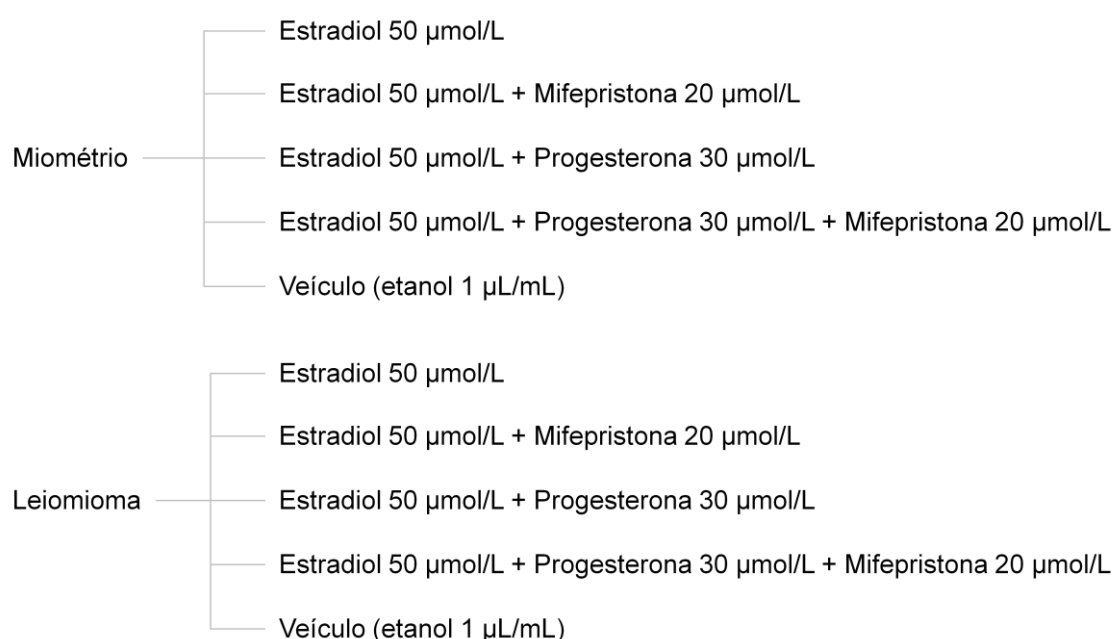 Estradiol 50 μmol/L
Estradiol 50 μmol/L + Mifepristona 20 μmol/L
Miométrio
Estradiol 50 μmol/L + Progesterona 30 μmol/L
Estradiol 50 μmol/L + Progesterona 30 μmol/L + Mifepristona 20 μmol/L
Veículo (etanol 1 μL/mL)
Estradiol 50 μmol/L
Estradiol 50 μmol/L + Mifepristona 20 μmol/L
Leiomioma
Estradiol 50 μmol/L + Progesterona 30 μmol/L
Estradiol 50 μmol/L + Progesterona 30 μmol/L + Mifepristona 20 μmol/L
Veículo (etanol 1 μL/mL)